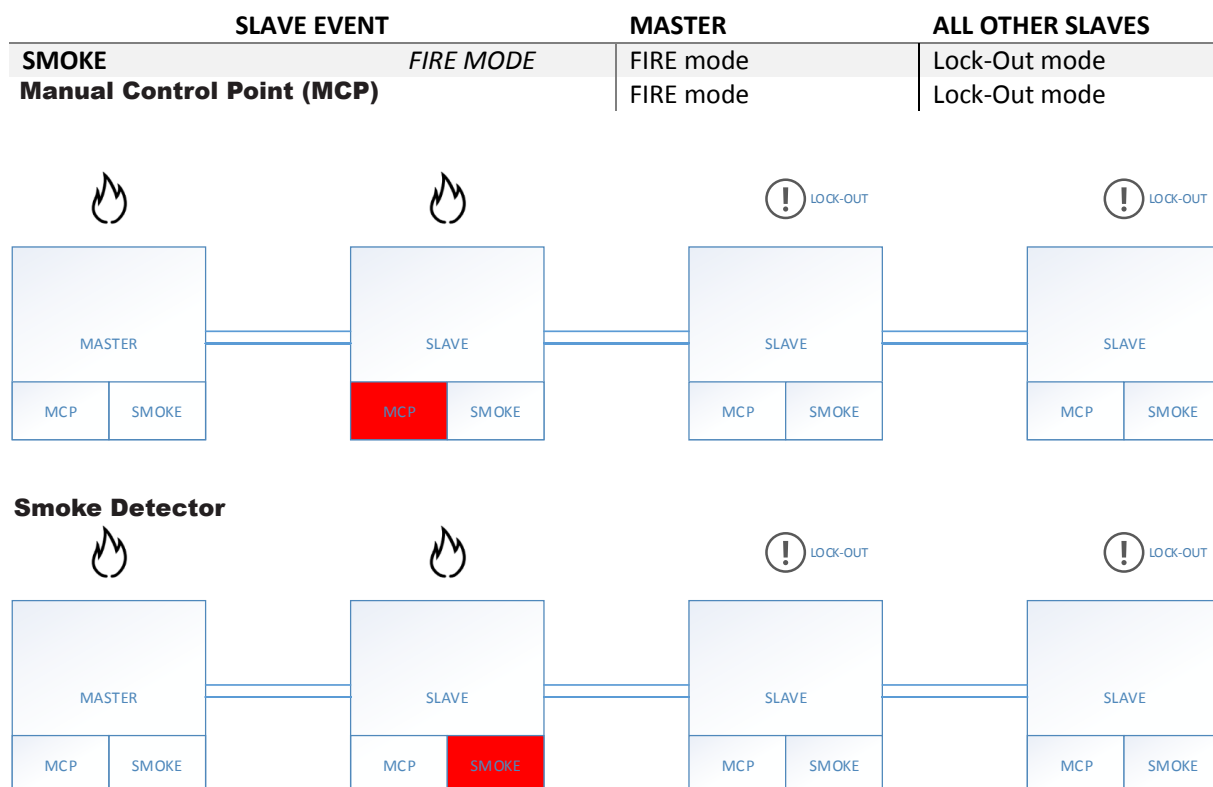 SLAVE EVENT MASTER ALL OTHER SLAVES
SMOKE FIRE MODE FIRE mode Lock-Out mode
Manual Control Point (MCP) FIRE mode Lock-Out mode
LOCK-OUT LOCK-OUT
MASTER SLAVE SLAVE SLAVE
MCP SMOKE MCP SMOKE MCP SMOKE MCP SMOKE
Smoke Detector
LOCK-OUT LOCK-OUT
MASTER SLAVE SLAVE SLAVE
MCP SMOKE MCP SMOKE MCP SMOKE MCP SMOKE